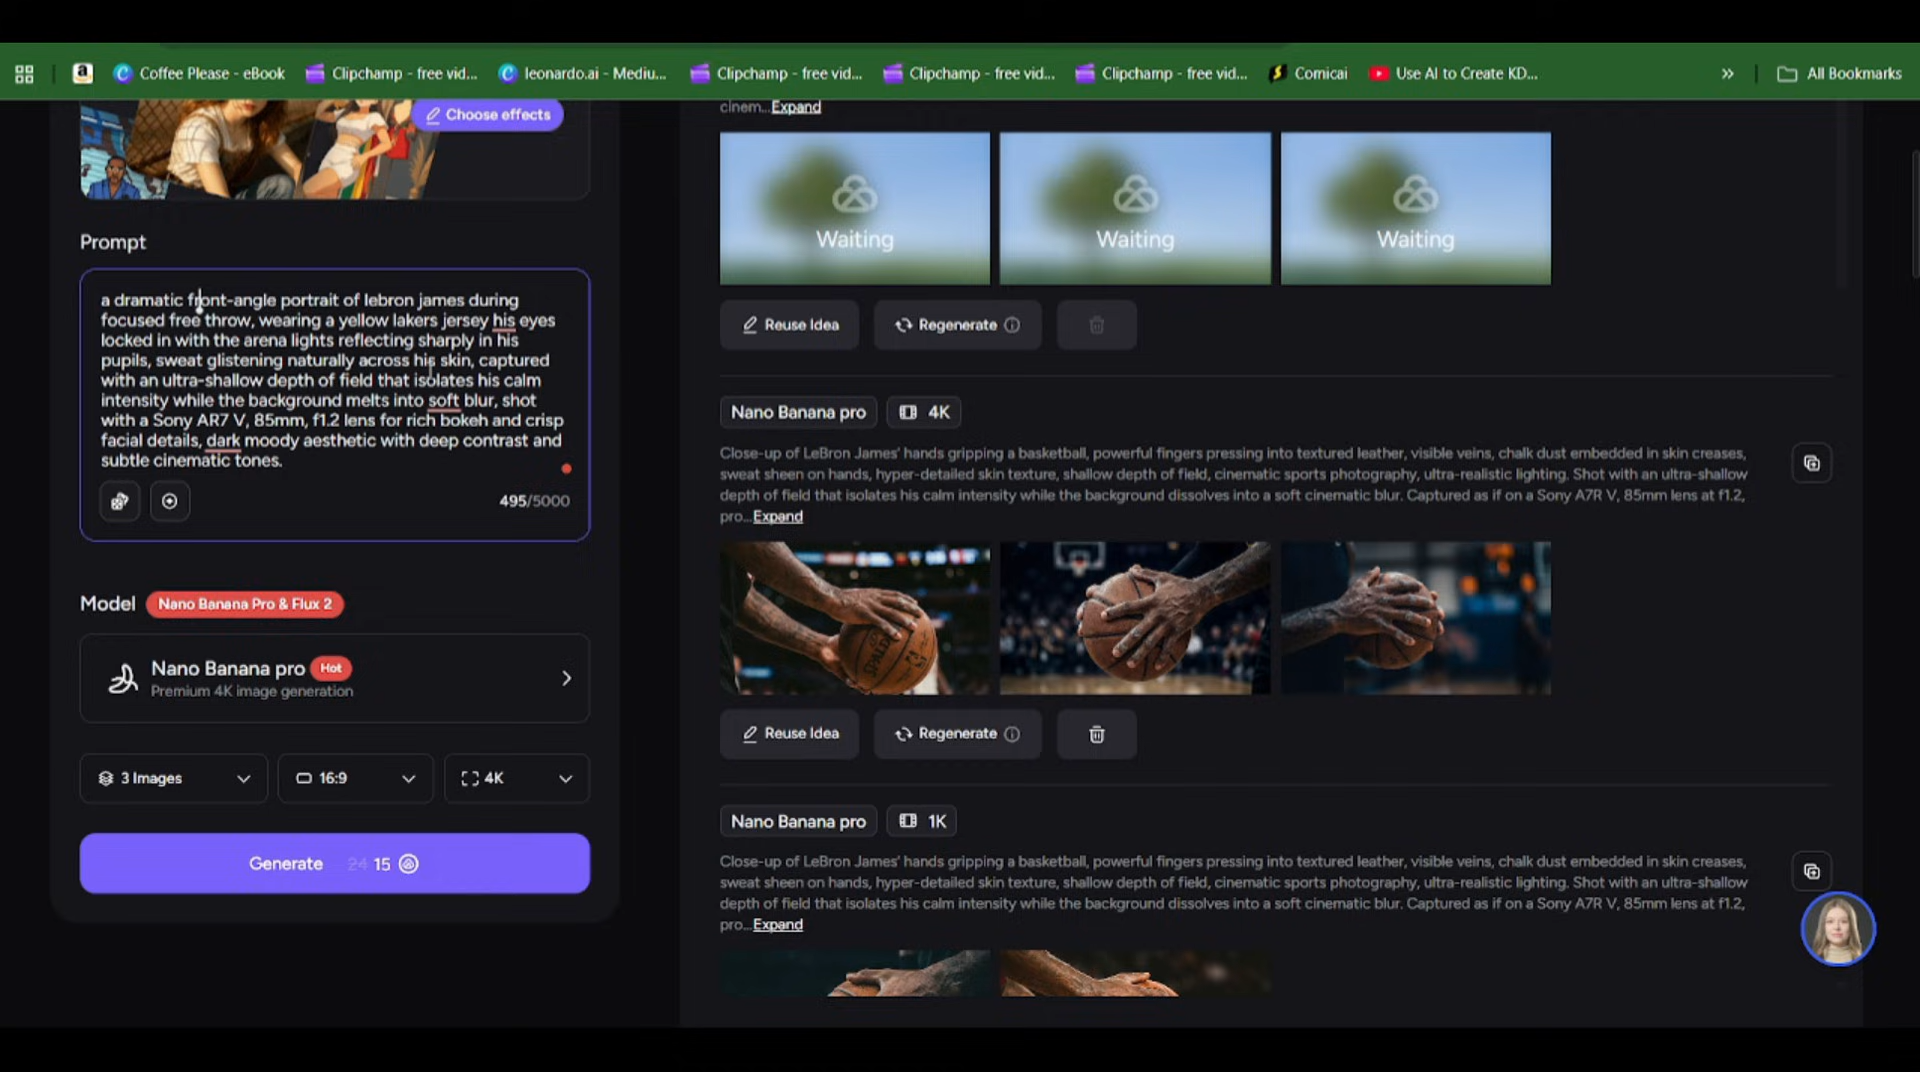 Coffee Please - eBook
Clipchamp - free vid...
leonardo.ai - Mediu...
Clipchamp - free vid...
Clipchamp - free vid...
Clipchamp - free vid...
Comicai
Use AI to Create KD...
All Bookmarks
Choose effects
Prompt
a dramatic front-angle portrait of lebron james during
focused free throw, wearing a yellow lakers jersey his eyes
locked in with the arena lights reflecting sharply in his
pupils, sweat glistening naturally across his skin, captured
with an ultra-shallow depth of field that isolates his calm
intensity while the background melts into soft blur, shot
with a Sony AR7 V, 85mm, f1.2 lens for rich bokeh and crisp
facial details, dark moody aesthetic with deep contrast and
subtle cinematic tones.
495/5000
Model
Nano Banana Pro & Flux 2
Nano Banana pro
Hot
Premium 4K image generation
3 Images
16:9
4K
Generate 24 15
cinem...Expand
Waiting
Waiting
Waiting
Reuse Idea
Regenerate
Nano Banana pro
4K
Close-up of LeBron James' hands gripping a basketball, powerful fingers pressing into textured leather, visible veins, chalk dust embedded in skin creases,
sweat sheen on hands, hyper-detailed skin texture, shallow depth of field, cinematic sports photography, ultra-realistic lighting. Shot with an ultra-shallow
depth of field that isolates his calm intensity while the background dissolves into a soft cinematic blur. Captured as if on a Sony A7R V, 85mm lens at f1.2,
pro...Expand
SPALDING
Reuse Idea
Regenerate
Nano Banana pro
1K
Close-up of LeBron James' hands gripping a basketball, powerful fingers pressing into textured leather, visible veins, chalk dust embedded in skin creases,
sweat sheen on hands, hyper-detailed skin texture, shallow depth of field, cinematic sports photography, ultra-realistic lighting. Shot with an ultra-shallow
depth of field that isolates his calm intensity while the background dissolves into a soft cinematic blur. Captured as if on a Sony A7R V, 85mm lens at f1.2,
pro...Expand